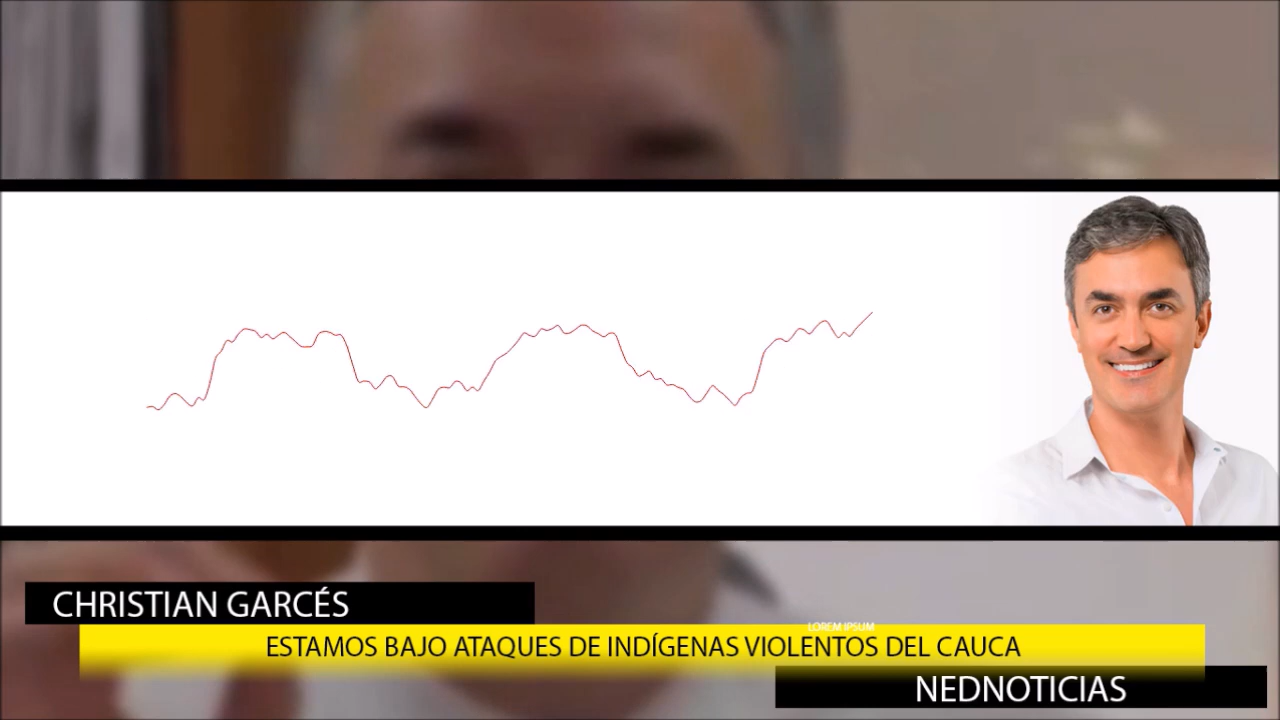 CHRISTIAN GARCÉS
LOREM IPSUM
ESTAMOS BAJO ATAQUES DE INDÍGENAS VIOLENTOS DEL CAUCA
NEDNOTICIAS